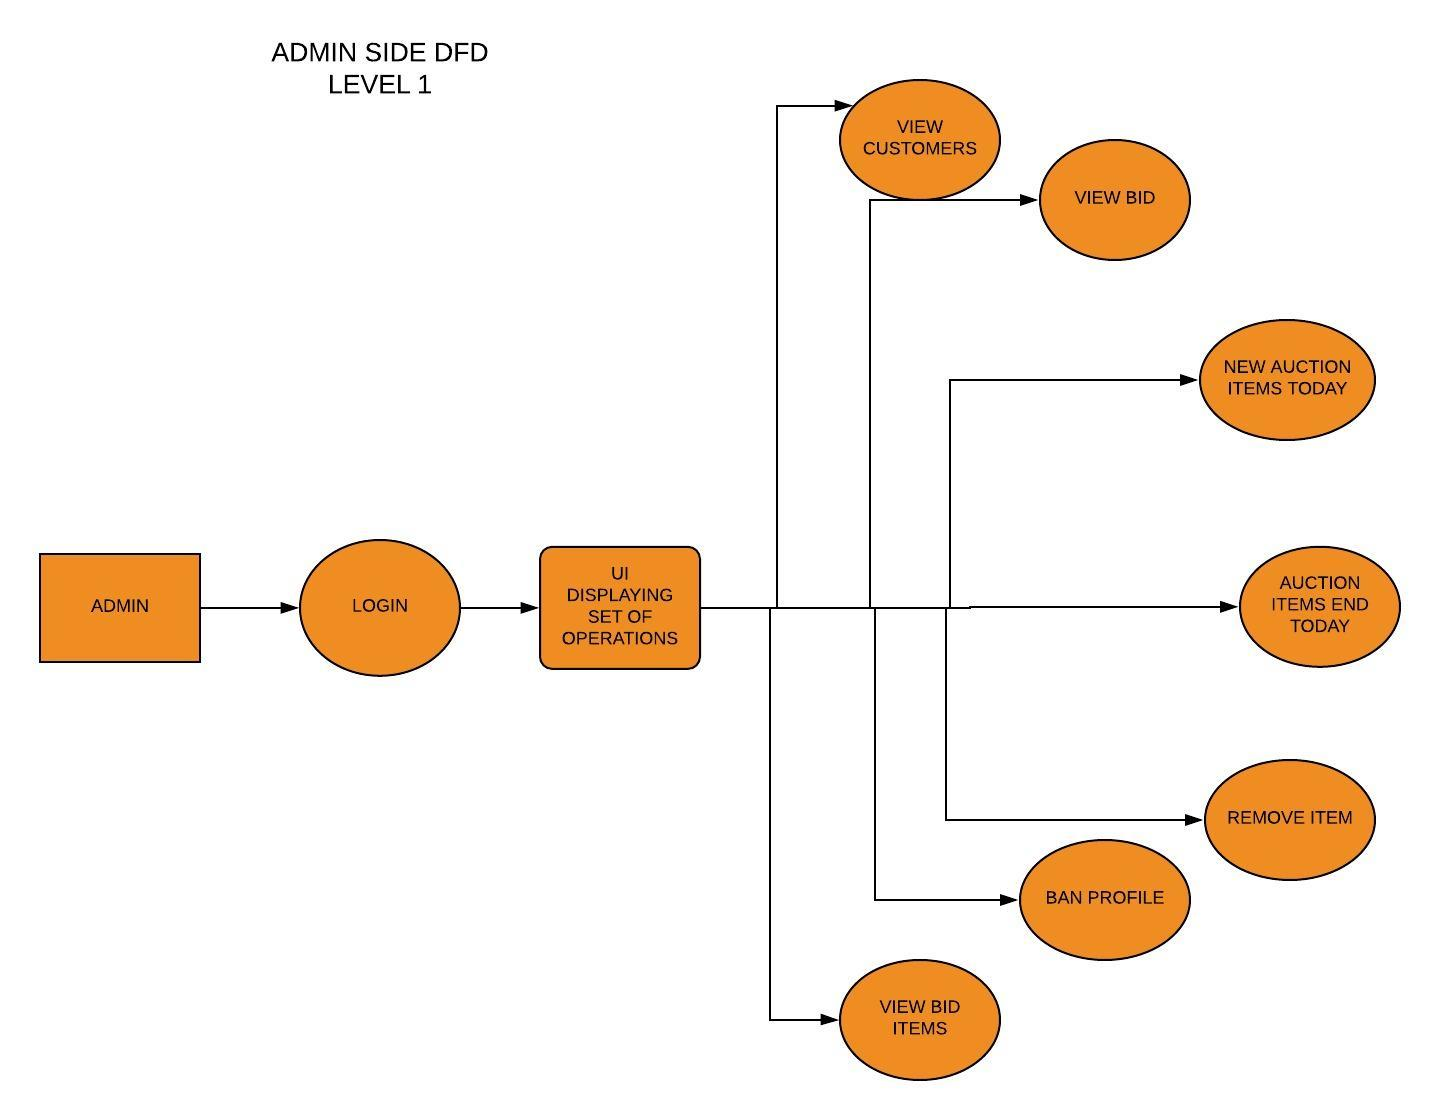 ADMIN SIDE DFD
LEVEL 1
VIEW
CUSTOMERS
VIEW BID
NEW AUCTION
ITEMS TODAY
ADMIN
LOGIN
UI
DISPLAYING
SET OF
OPERATIONS
AUCTION
ITEMS END
TODAY
REMOVE ITEM
BAN PROFILE
VIEW BID
ITEMS